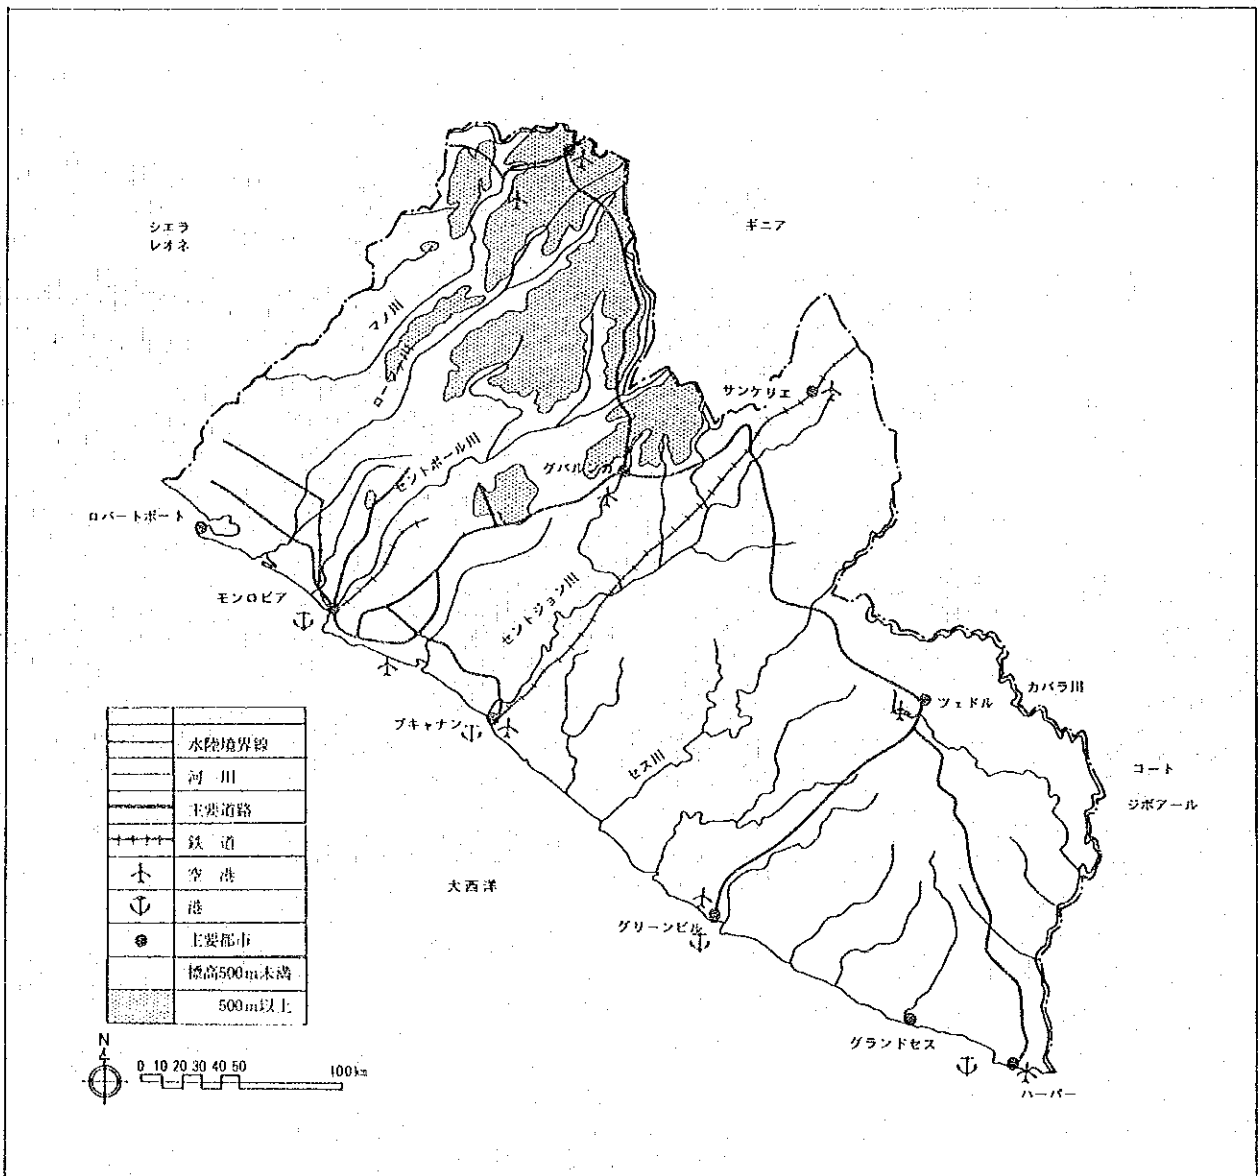 シエラ
レオネ
ギニア
マノ川
サンケリエ
セントポール川
グバルンガ
ロバートポート
モンロビア
セントジョン川
カバラ川
ツェドル
ブキャナン
セス川
コート
ジボアール
大西洋
グリーンビル
グランドセス
ハーパー
水陸境界線
河 川
主要道路
鉄 道
空 港
港
主要都市
標高500m未満
500m以上
N
0 10 20 30 40 50 100km